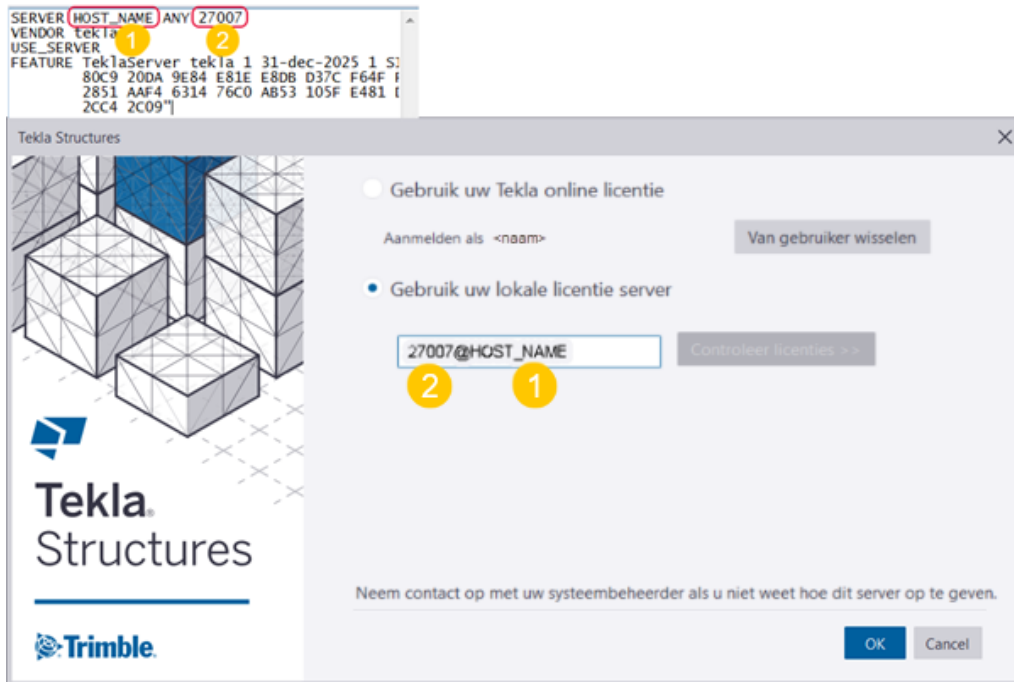 SERVER HOST_NAME ANY 27007
VENDOR tekla
1
2
USE_SERVER
FEATURE TeklaServer tekla 1 31-dec-2025 1
80C9 20DA 9E84 E81E E8DB D37C F64F
2851 AAF4 6314 76C0 AB53 105F E481
2CC4 2C09"
Tekla Structures
Gebruik uw Tekla online licentie
Aanmelden als <naam>
Van gebruiker wisselen
Gebruik uw lokale licentie server
27007@HOST_NAME
Controleer licenties >>
2
1
Tekla®
Structures
Neem contact op met uw systeembeheerder als u niet weet hoe dit server op te geven.
Trimble.
OK
Cancel